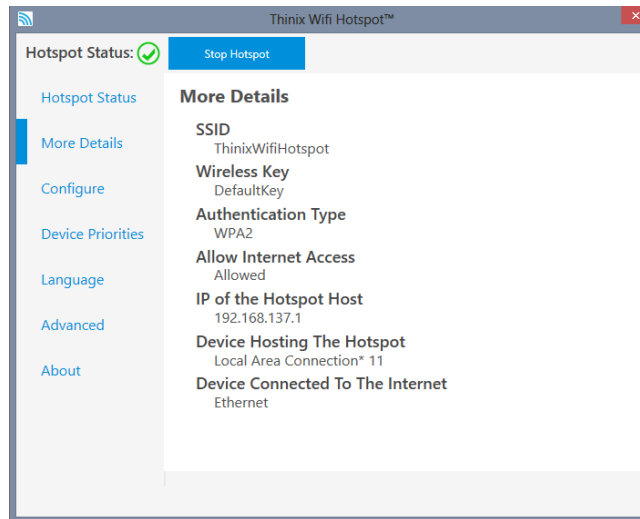 Thinix Wifi Hotspot™
Hotspot Status:
Stop Hotspot
Hotspot Status
More Details
Configure
Device Priorities
Language
Advanced
About
More Details
SSID
ThinixWifiHotspot
Wireless Key
DefaultKey
Authentication Type
WPA2
Allow Internet Access
Allowed
IP of the Hotspot Host
192.168.137.1
Device Hosting The Hotspot
Local Area Connection* 11
Device Connected To The Internet
Ethernet